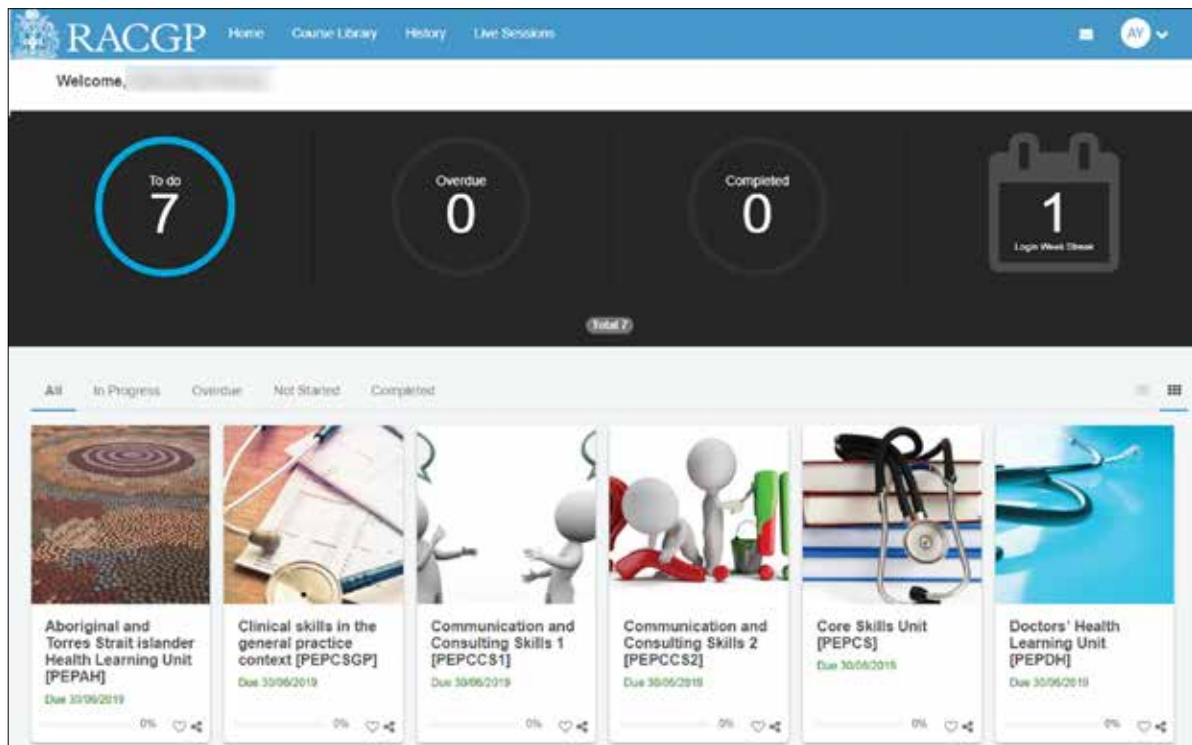 RACGP
Home Course Library History Live Sessions
AY
Welcome,
To do
7
Overdue
0
Completed
0
1
Login Week Streak
Total 7
All In Progress Overdue Not Started Completed
Aboriginal and
Torres Strait islander
Health Learning Unit
[PEPAH]
Due 30/06/2019
0%
Clinical skills in the
general practice
context [PEPCSGP]
Due 30/06/2019
0%
Communication and
Consulting Skills 1
[PEPCCS1]
Due 30/06/2019
0%
Communication and
Consulting Skills 2
[PEPCCS2]
Due 30/06/2019
0%
Core Skills Unit
[PEPCS]
Due 30/06/2019
0%
Doctors' Health
Learning Unit
[PEPDH]
Due 30/06/2019
0%